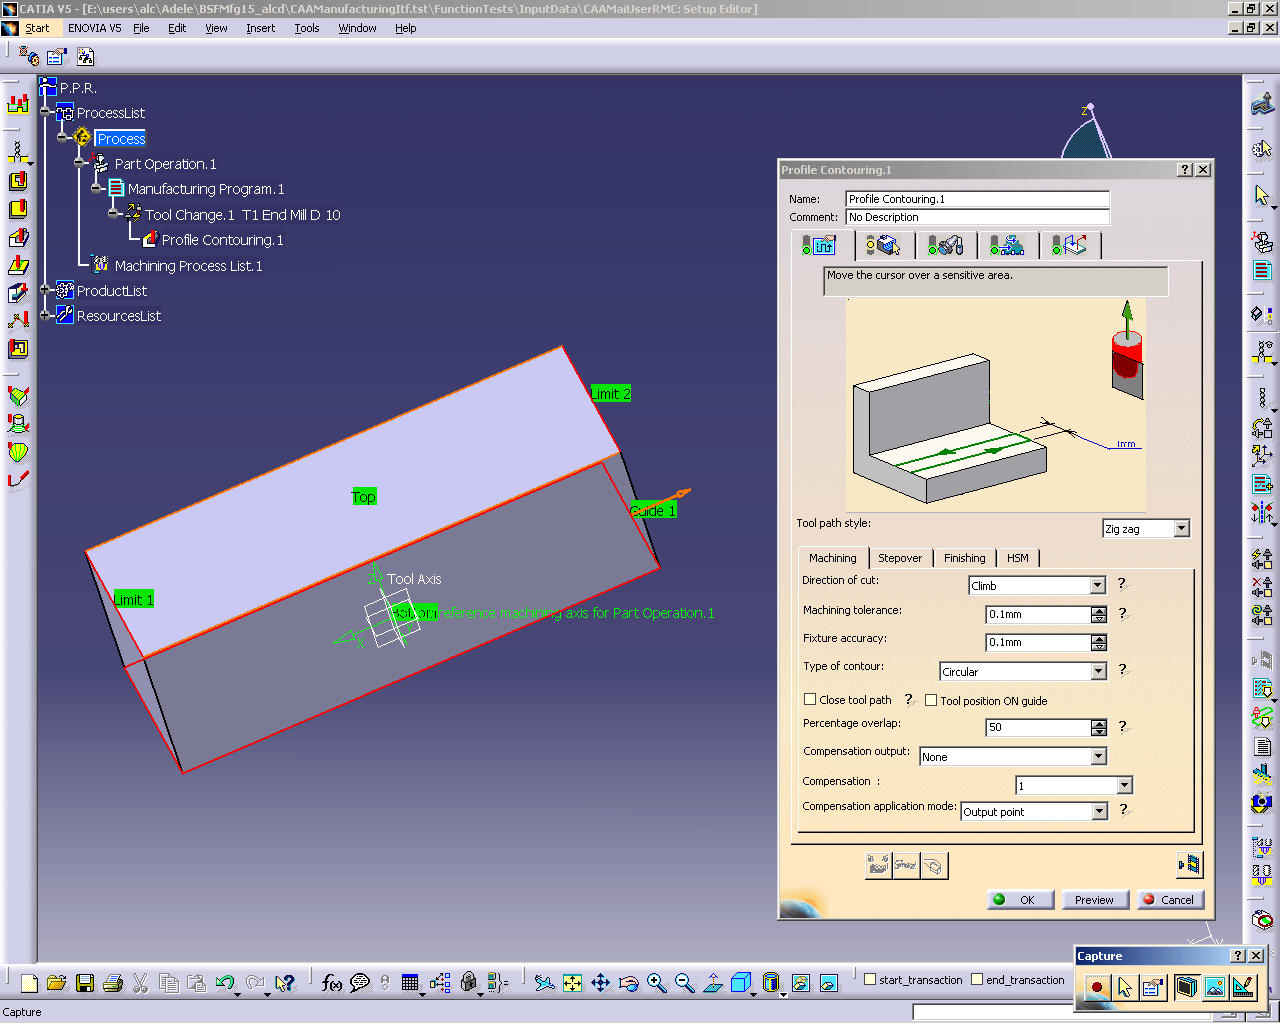 CATIA V5 - [E:\users\alc\Adele\BSFMfg15_alcd\CAAManufacturingItf.tst\FunctionTests\InputData\CAAMaiUserRMC: Setup Editor]
Start ENOVIA V5 File Edit View Insert Tools Window Help
P.P.R.
ProcessList
Process
Part Operation.1
Manufacturing Program.1
Tool Change.1 T1 End Mill D 10
Profile Contouring.1
Machining Process List.1
ProductList
ResourcesList
Z
Limit 2
Top
Guide 1
Limit 1
Z Tool Axis
reference machining axis for Part Operation.1
X
Profile Contouring.1
Name: Profile Contouring.1
Comment: No Description
Move the cursor over a sensitive area.
1mm
Tool path style: Zig zag
Machining Stepover Finishing HSM
Direction of cut: Climb ?
Machining tolerance: 0.1mm ?
Fixture accuracy: 0.1mm ?
Type of contour: Circular ?
Close tool path ? Tool position ON guide
Percentage overlap: 50 ?
Compensation output: None
Compensation : 1
Compensation application mode: Output point ?
OK Preview Cancel
Capture
start_transaction end_transaction
Capture